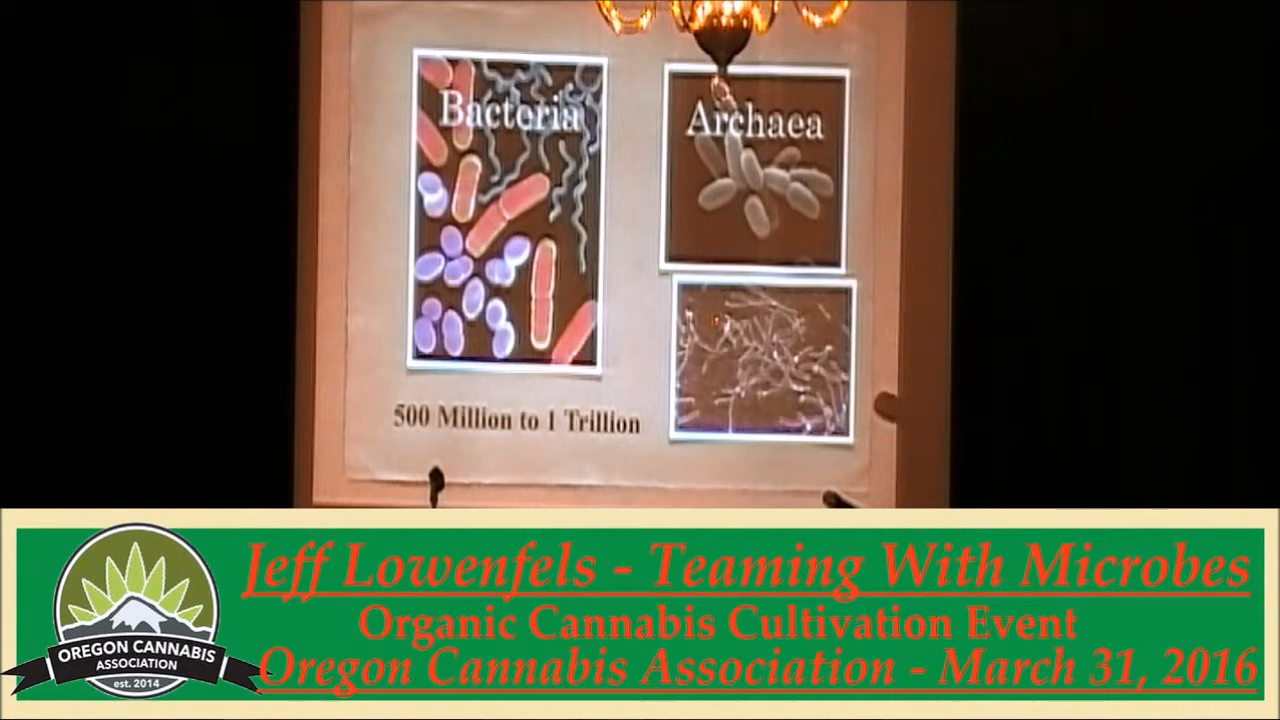 Bacteria
Archaea
500 Million to 1 Trillion
Jeff Lowenfels - Teaming With Microbes
Organic Cannabis Cultivation Event
Oregon Cannabis Association - March 31, 2016
OREGON CANNABIS
ASSOCIATION
est. 2014